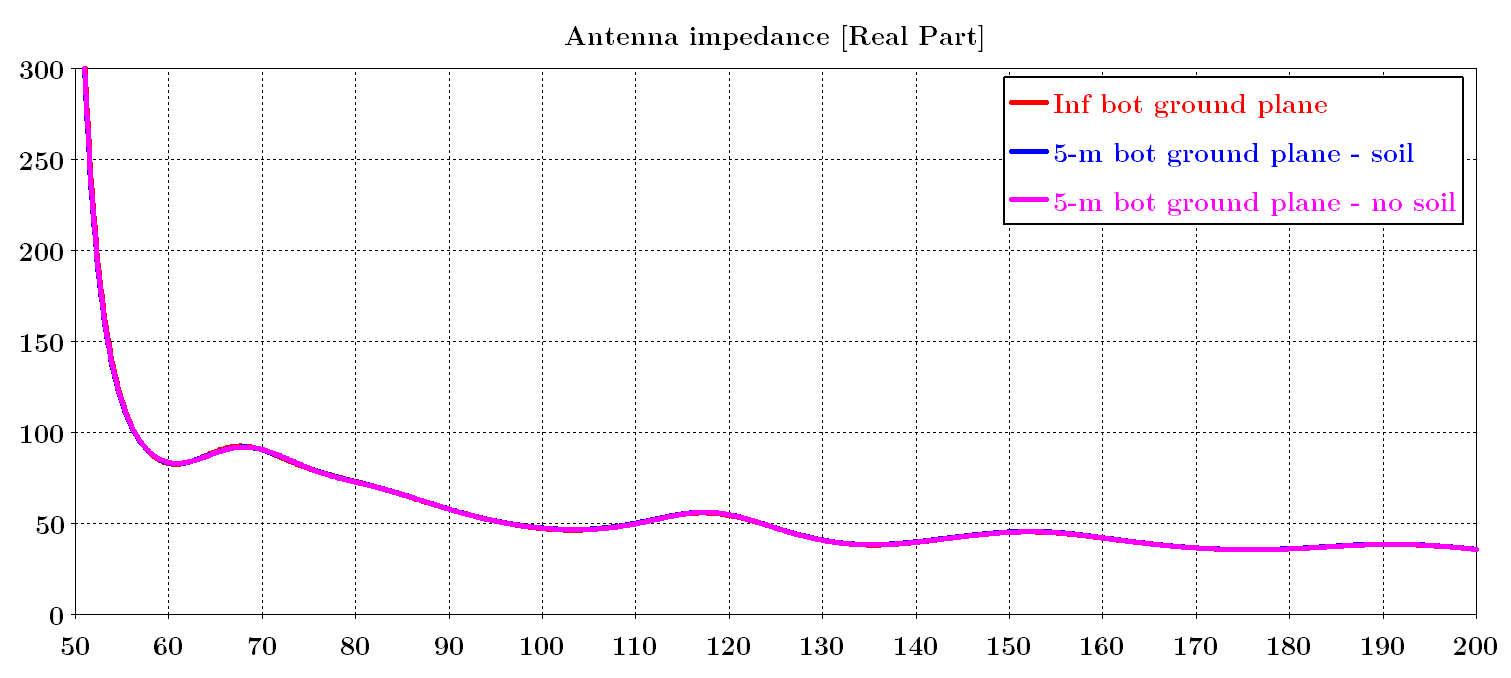 Antenna impedance [Real Part]
300
250
200
150
100
50
0
Inf bot ground plane
5-m bot ground plane - soil
5-m bot ground plane - no soil
50 60 70 80 90 100 110 120 130 140 150 160 170 180 190 200